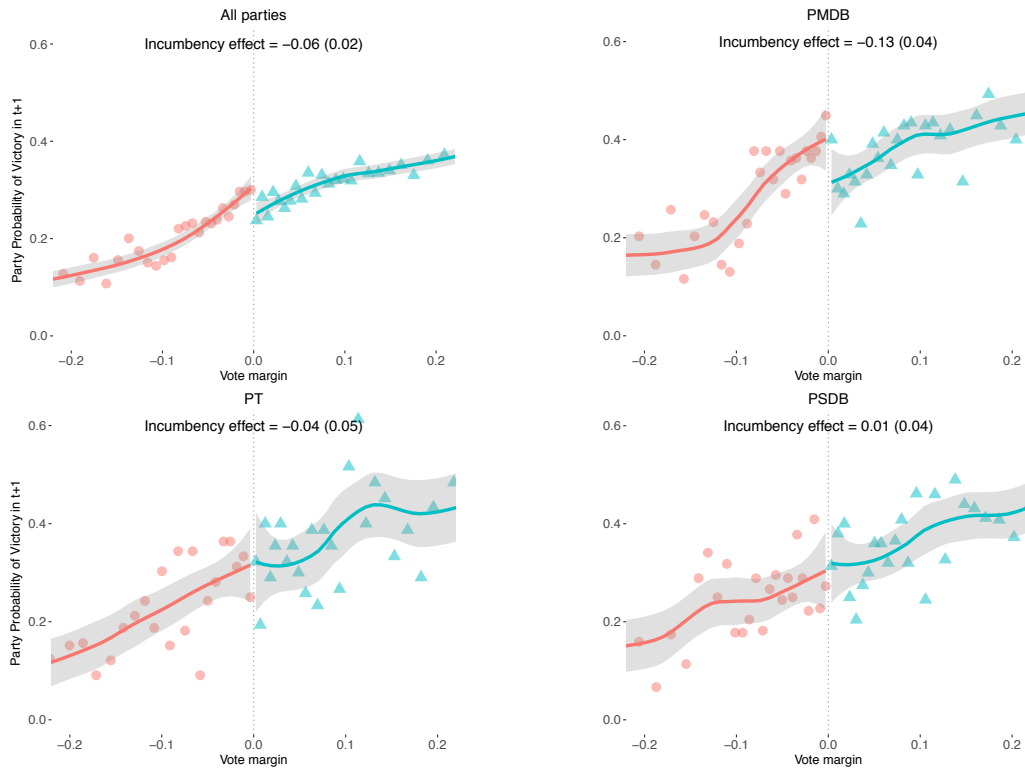 All parties
Incumbency effect = −0.06 (0.02)
Party Probability of Victory in t+1
0.6
0.4
0.2
0.0
−0.2 −0.1 0.0 0.1 0.2
Vote margin
PMDB
Incumbency effect = −0.13 (0.04)
0.6
0.4
0.2
0.0
−0.2 −0.1 0.0 0.1 0.2
Vote margin
PT
Incumbency effect = −0.04 (0.05)
Party Probability of Victory in t+1
0.6
0.4
0.2
0.0
−0.2 −0.1 0.0 0.1 0.2
Vote margin
PSDB
Incumbency effect = 0.01 (0.04)
0.6
0.4
0.2
0.0
−0.2 −0.1 0.0 0.1 0.2
Vote margin